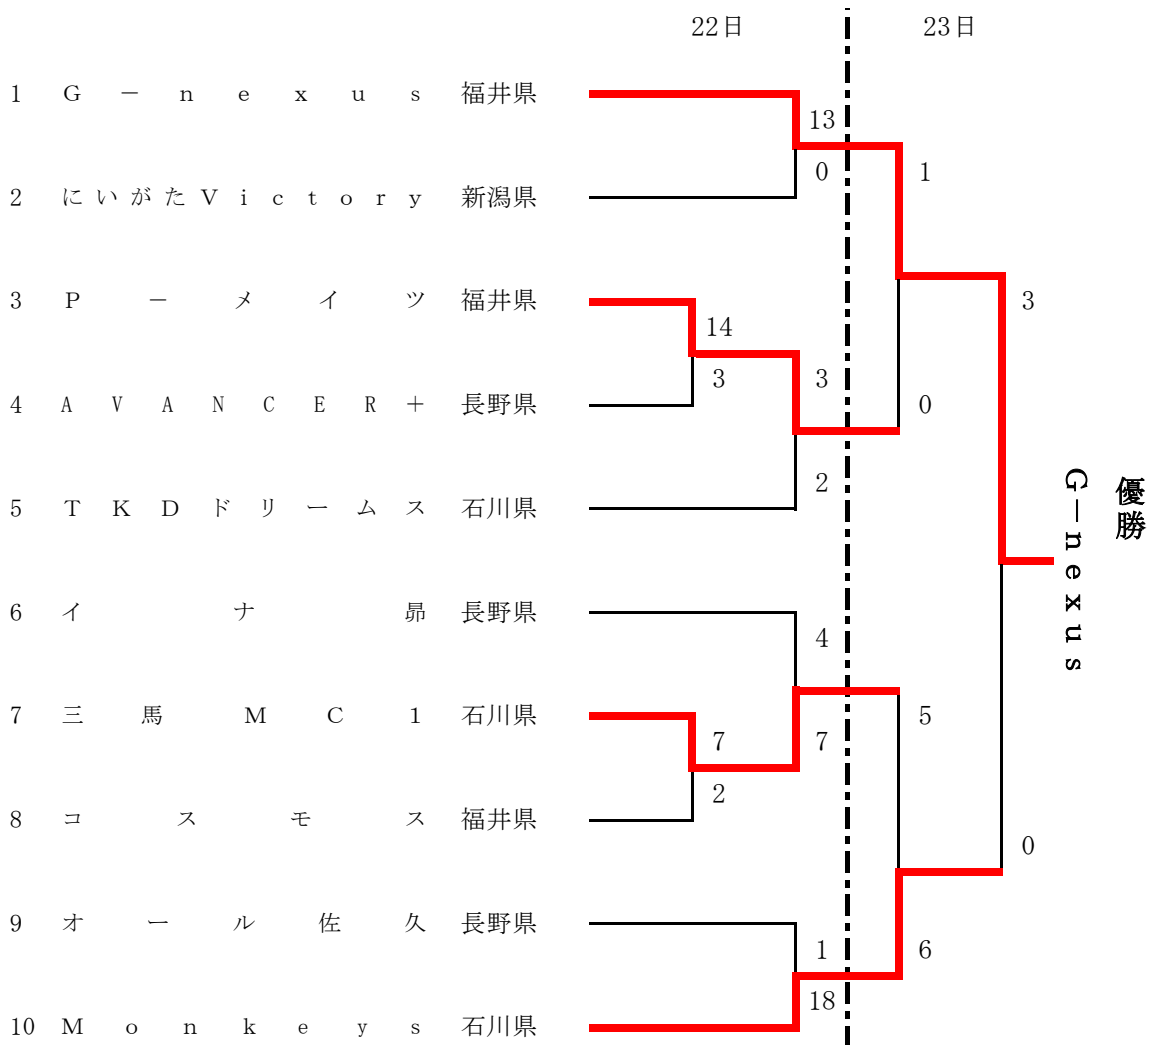 22日 23日
1 G－nexus 福井県
13
0
1
2 にいがたVictory 新潟県
3 P－メイツ 福井県
3
14
3
3
4 AVANCER＋ 長野県
0
2
5 TKDドリームス 石川県
優勝
G－nexus
6 イナ昴 長野県
4
7 三馬MC1 石川県
5
7
7
2
8 コスモス 福井県
0
9 オール佐久 長野県
1
6
18
10 Monkeys 石川県